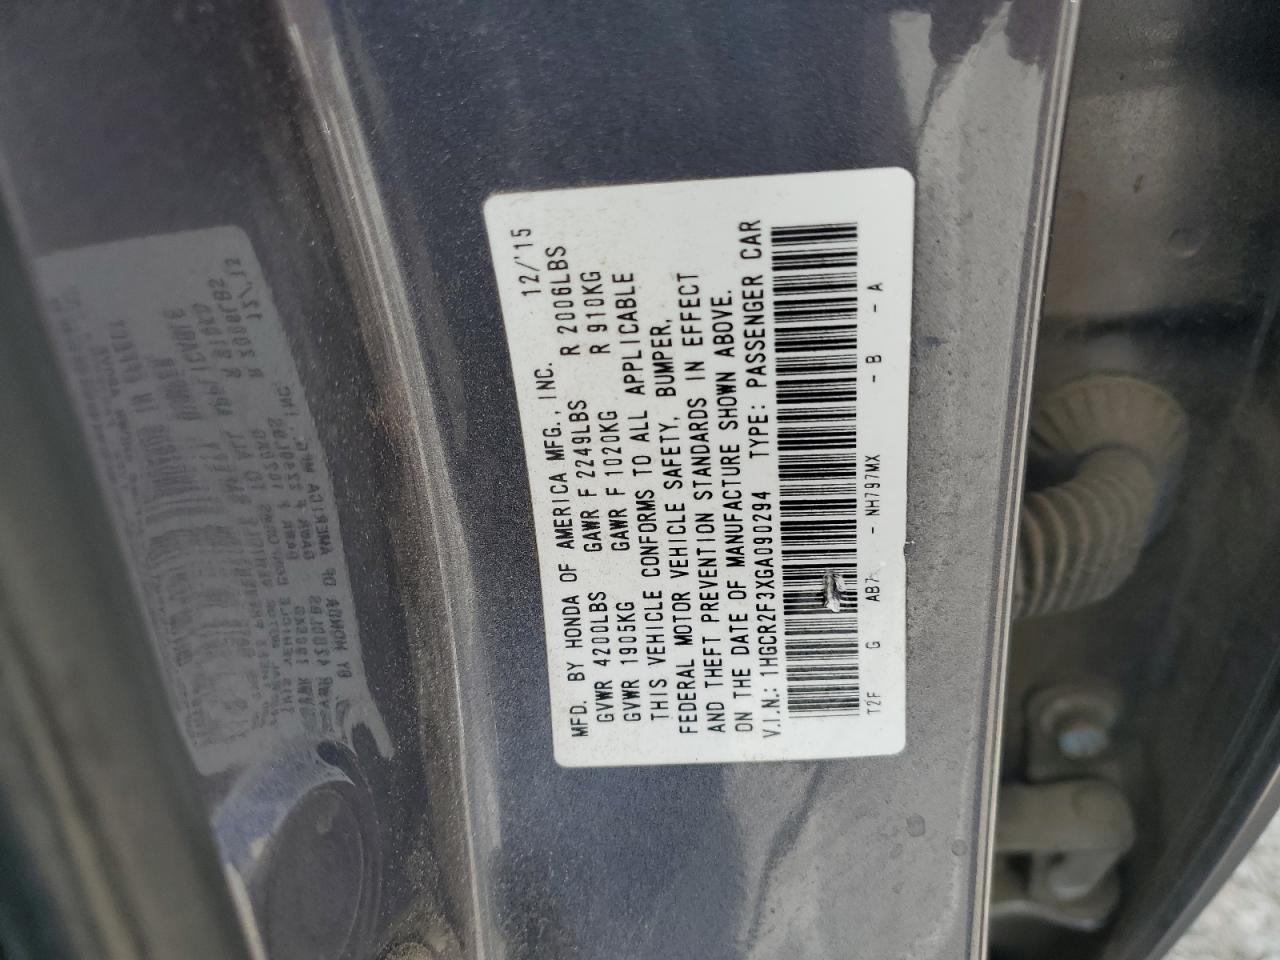 MFD. BY HONDA OF AMERICA MFG., INC. 12/'15
GVWR 4200LBS GAWR F 2249LBS R 2006LBS
GVWR 1905KG GAWR F 1020KG R 910KG
THIS VEHICLE CONFORMS TO ALL APPLICABLE
FEDERAL MOTOR VEHICLE SAFETY, BUMPER,
AND THEFT PREVENTION STANDARDS IN EFFECT
ON THE DATE OF MANUFACTURE SHOWN ABOVE.
V.I.N.: 1HGCR2F3XGA090294 TYPE: PASSENGER CAR
T2F G AB7 - NH797MX - B - A